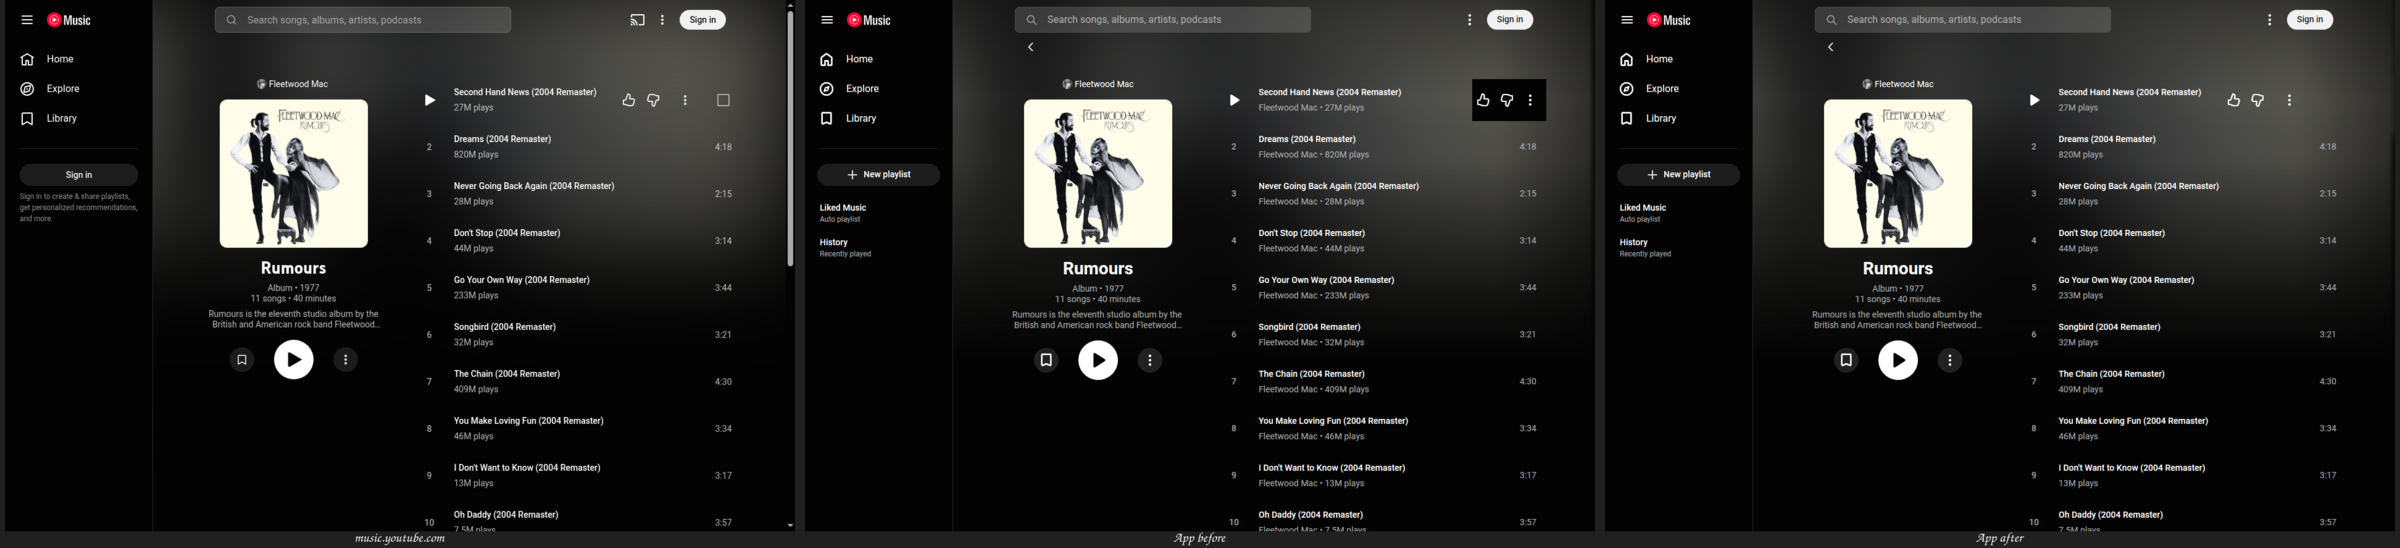 Music
Search songs, albums, artists, podcasts
Sign in
Home
Explore
Library
Sign in
Sign in to create & share playlists,
get personalized recommendations,
and more.
Fleetwood Mac
FLEETWOOD MAC
RUMOURS
Rumours
Album • 1977
11 songs • 40 minutes
Rumours is the eleventh studio album by the
British and American rock band Fleetwood...
Second Hand News (2004 Remaster)
27M plays
2 Dreams (2004 Remaster) 4:18
820M plays
3 Never Going Back Again (2004 Remaster) 2:15
28M plays
4 Don't Stop (2004 Remaster) 3:14
44M plays
5 Go Your Own Way (2004 Remaster) 3:44
233M plays
6 Songbird (2004 Remaster) 3:21
32M plays
7 The Chain (2004 Remaster) 4:30
409M plays
8 You Make Loving Fun (2004 Remaster) 3:34
46M plays
9 I Don't Want to Know (2004 Remaster) 3:17
13M plays
10 Oh Daddy (2004 Remaster) 3:57
7.5M plays
music.youtube.com
Music
Search songs, albums, artists, podcasts
Sign in
Home
Explore
Library
New playlist
Liked Music
Auto playlist
History
Recently played
Fleetwood Mac
FLEETWOOD MAC
RUMOURS
Rumours
Album • 1977
11 songs • 40 minutes
Rumours is the eleventh studio album by the
British and American rock band Fleetwood...
Second Hand News (2004 Remaster)
Fleetwood Mac • 27M plays
2 Dreams (2004 Remaster) 4:18
Fleetwood Mac • 820M plays
3 Never Going Back Again (2004 Remaster) 2:15
Fleetwood Mac • 28M plays
4 Don't Stop (2004 Remaster) 3:14
Fleetwood Mac • 44M plays
5 Go Your Own Way (2004 Remaster) 3:44
Fleetwood Mac • 233M plays
6 Songbird (2004 Remaster) 3:21
Fleetwood Mac • 32M plays
7 The Chain (2004 Remaster) 4:30
Fleetwood Mac • 409M plays
8 You Make Loving Fun (2004 Remaster) 3:34
Fleetwood Mac • 46M plays
9 I Don't Want to Know (2004 Remaster) 3:17
Fleetwood Mac • 13M plays
10 Oh Daddy (2004 Remaster) 3:57
Fleetwood Mac • 7.5M plays
App before
Music
Search songs, albums, artists, podcasts
Sign in
Home
Explore
Library
New playlist
Liked Music
Auto playlist
History
Recently played
Fleetwood Mac
FLEETWOOD MAC
RUMOURS
Rumours
Album • 1977
11 songs • 40 minutes
Rumours is the eleventh studio album by the
British and American rock band Fleetwood...
Second Hand News (2004 Remaster)
27M plays
2 Dreams (2004 Remaster) 4:18
820M plays
3 Never Going Back Again (2004 Remaster) 2:15
28M plays
4 Don't Stop (2004 Remaster) 3:14
44M plays
5 Go Your Own Way (2004 Remaster) 3:44
233M plays
6 Songbird (2004 Remaster) 3:21
32M plays
7 The Chain (2004 Remaster) 4:30
409M plays
8 You Make Loving Fun (2004 Remaster) 3:34
46M plays
9 I Don't Want to Know (2004 Remaster) 3:17
13M plays
10 Oh Daddy (2004 Remaster) 3:57
7.5M plays
App after